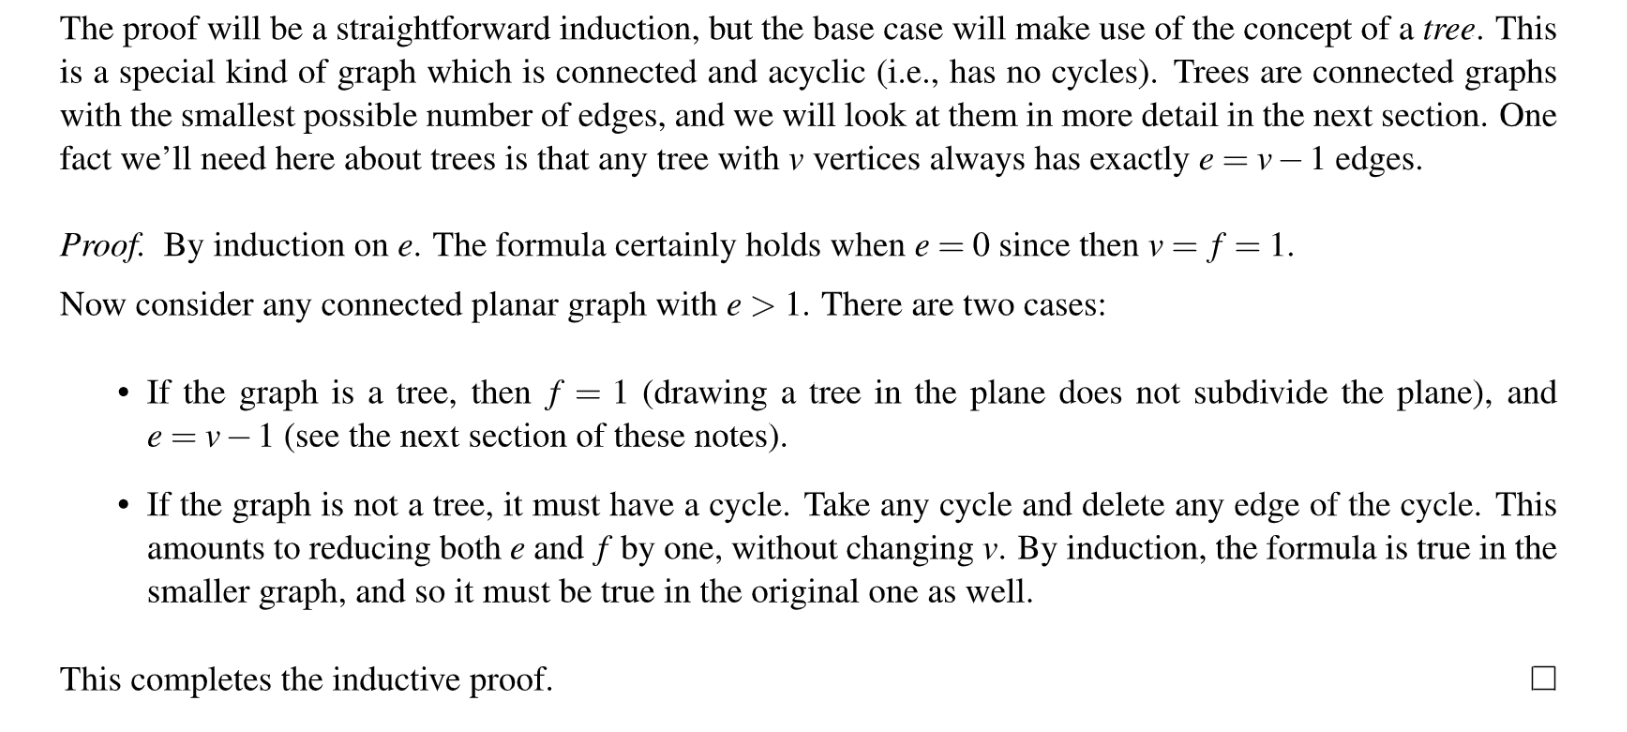 The proof will be a straightforward induction, but the base case will make use of the concept of a tree. This
is a special kind of graph which is connected and acyclic (i.e., has no cycles). Trees are connected graphs
with the smallest possible number of edges, and we will look at them in more detail in the next section. One
fact we’ll need here about trees is that any tree with v vertices always has exactly e = v − 1 edges.
Proof. By induction on e. The formula certainly holds when e = 0 since then v = f = 1.
Now consider any connected planar graph with e > 1. There are two cases:
• If the graph is a tree, then f = 1 (drawing a tree in the plane does not subdivide the plane), and
e = v − 1 (see the next section of these notes).
• If the graph is not a tree, it must have a cycle. Take any cycle and delete any edge of the cycle. This
amounts to reducing both e and f by one, without changing v. By induction, the formula is true in the
smaller graph, and so it must be true in the original one as well.
This completes the inductive proof. □